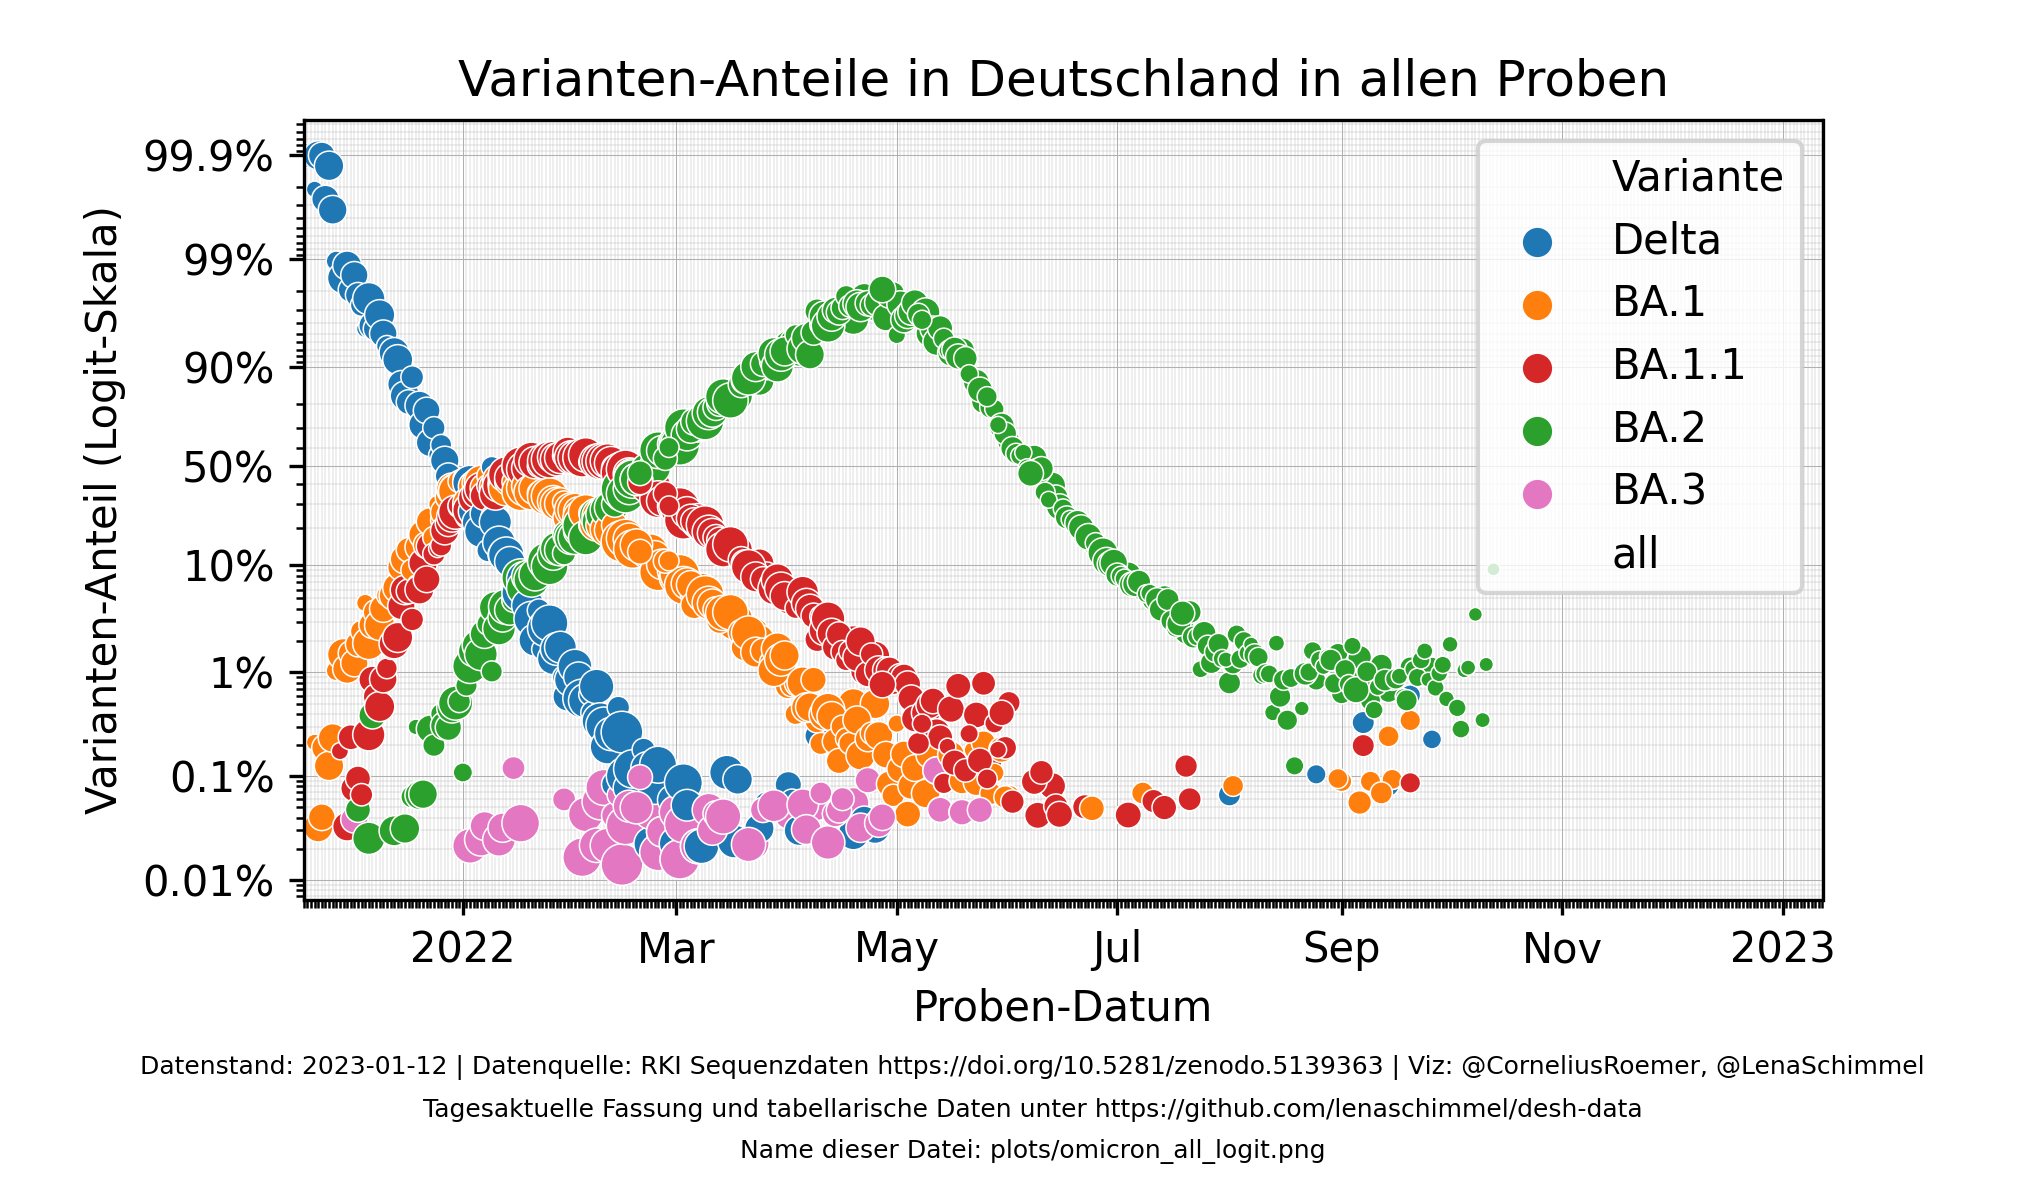 Varianten-Anteile in Deutschland in allen Proben
Varianten-Anteil (Logit-Skala)
99.9%
99%
90%
50%
10%
1%
0.1%
0.01%
Variante
Delta
BA.1
BA.1.1
BA.2
BA.3
all
2022 Mar May Jul Sep Nov 2023
Proben-Datum
Datenstand: 2023-01-12 | Datenquelle: RKI Sequenzdaten https://doi.org/10.5281/zenodo.5139363 | Viz: @CorneliusRoemer, @LenaSchimmel
Tagesaktuelle Fassung und tabellarische Daten unter https://github.com/lenaschimmel/desh-data
Name dieser Datei: plots/omicron_all_logit.png